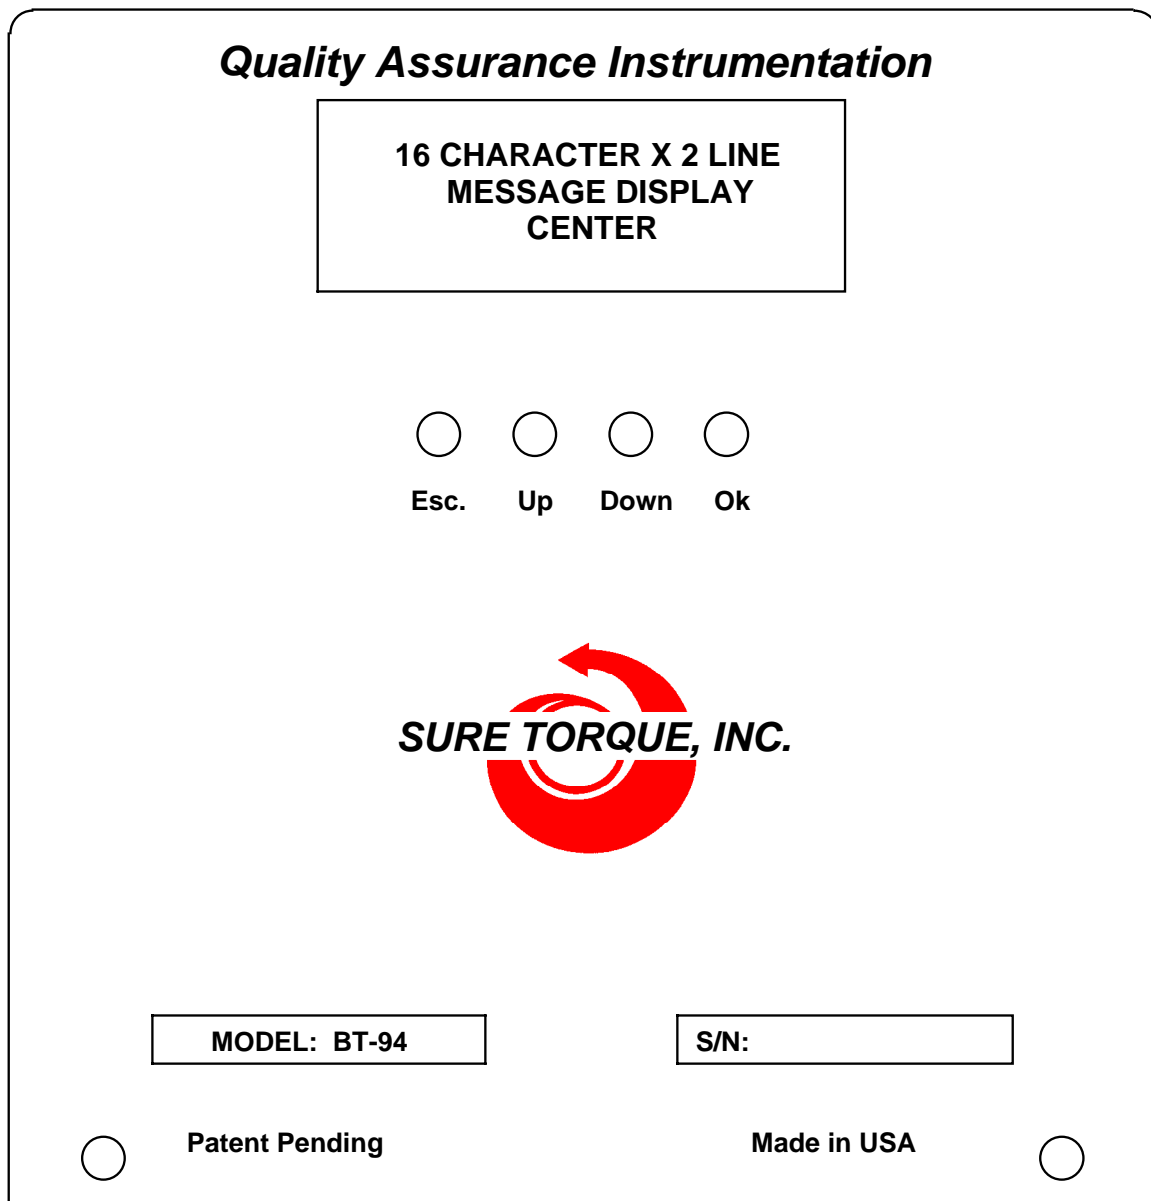 Quality Assurance Instrumentation
16 CHARACTER X 2 LINE
MESSAGE DISPLAY
CENTER
Esc. Up Down Ok
SURE TORQUE, INC.
MODEL: BT-94 S/N:
Patent Pending Made in USA